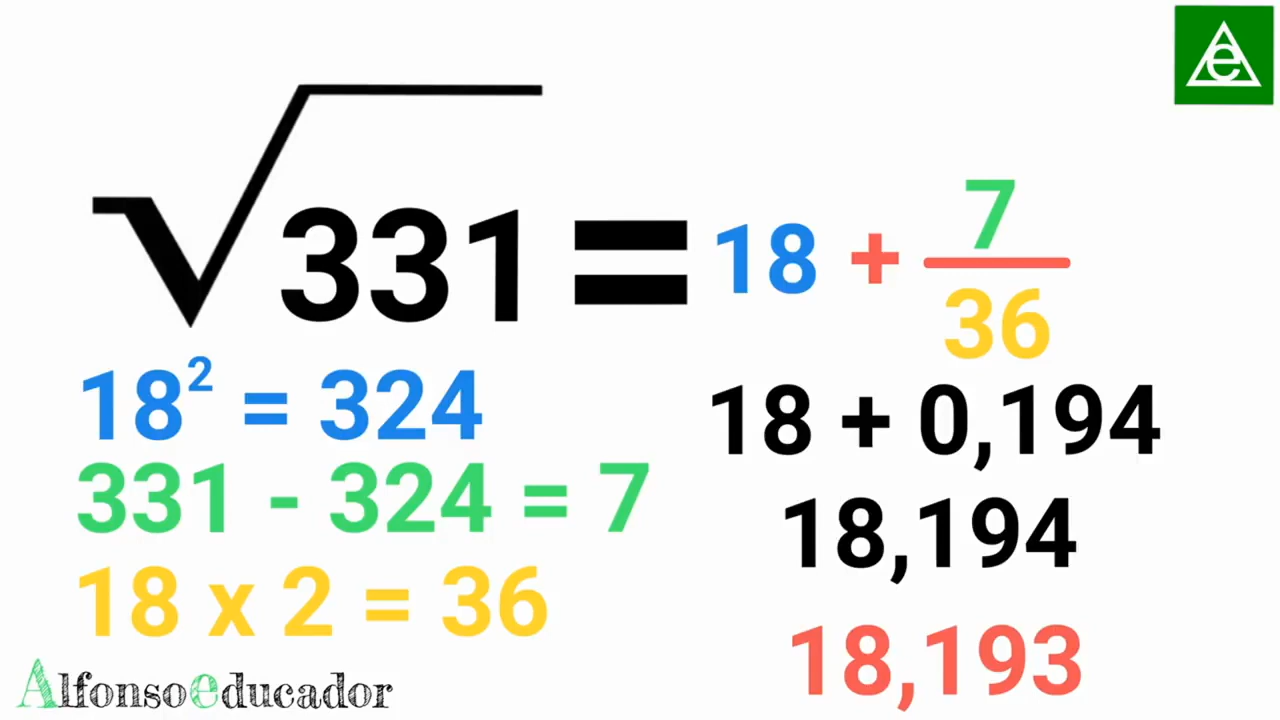 √331 = 18 + 7/36
18² = 324
331 - 324 = 7
18 x 2 = 36
18 + 0,194
18,194
18,193
Alfonsoeducador
e